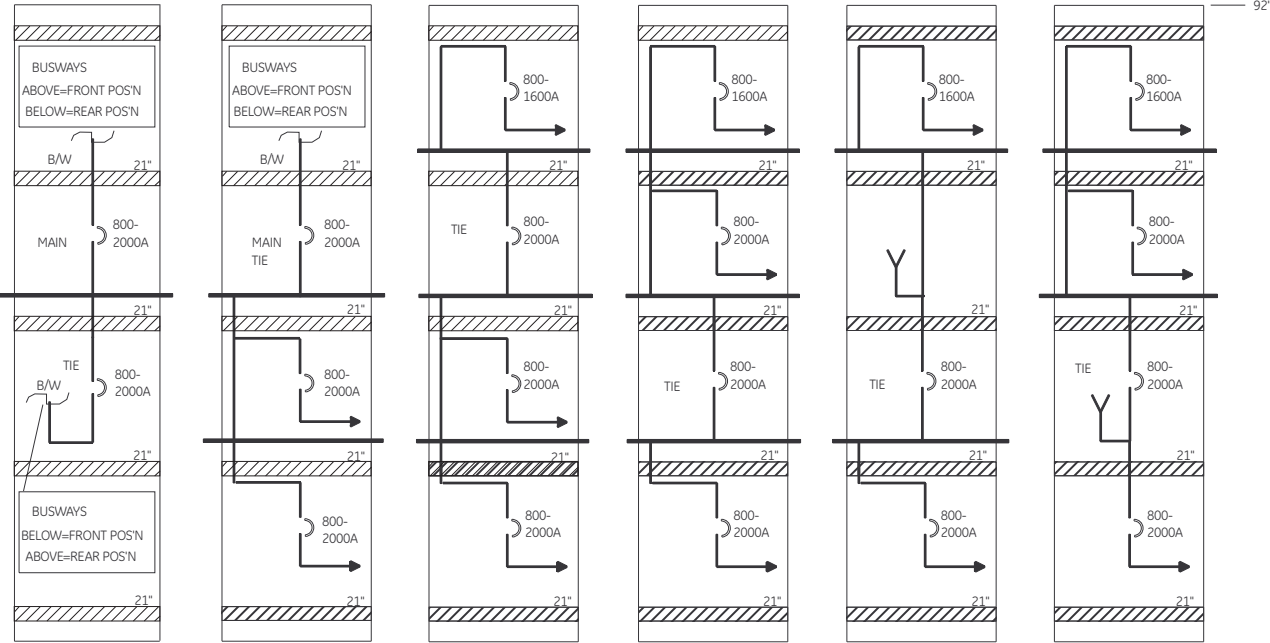 92"
BUSWAYS
ABOVE=FRONT POS'N
BELOW=REAR POS'N
B/W
21"
MAIN
800-
2000A
21"
TIE
B/W
800-
2000A
21"
BUSWAYS
BELOW=FRONT POS'N
ABOVE=REAR POS'N
21"
BUSWAYS
ABOVE=FRONT POS'N
BELOW=REAR POS'N
B/W
21"
MAIN
TIE
800-
2000A
21"
800-
2000A
21"
800-
2000A
21"
800-
1600A
21"
TIE
800-
2000A
21"
800-
2000A
21"
800-
2000A
21"
800-
1600A
21"
800-
2000A
21"
TIE
800-
2000A
21"
800-
2000A
21"
800-
1600A
21"
21"
TIE
800-
2000A
21"
800-
2000A
21"
800-
1600A
21"
800-
2000A
21"
TIE
800-
2000A
21"
800-
2000A
21"